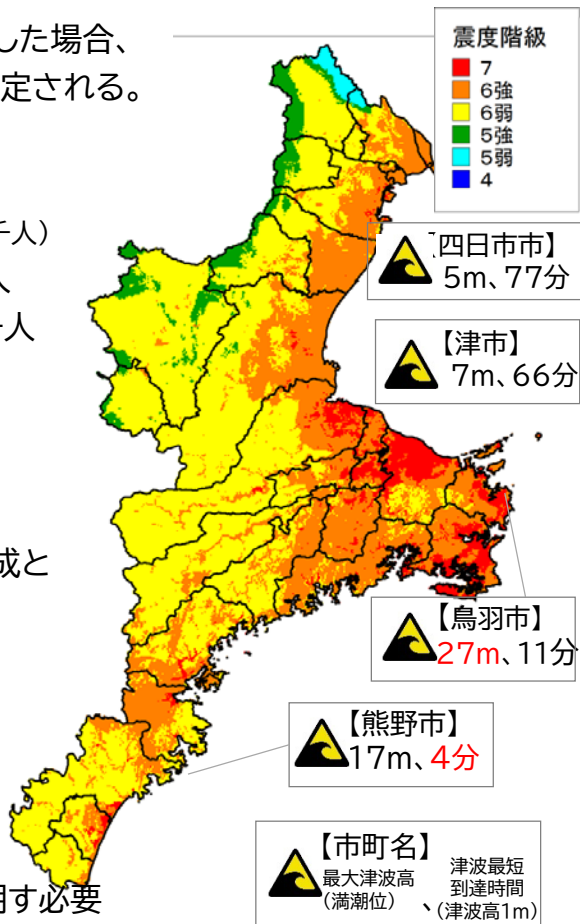 した場合、
定される。
千人）
人
千人
成と
期す必要
震度階級
7
6強
6弱
5強
5弱
4
【四日市市】
5m、77分
【津市】
7m、66分
【鳥羽市】
27m、11分
【熊野市】
17m、4分
【市町名】
最大津波高
（満潮位）
、
津波最短
到達時間
（津波高1m）